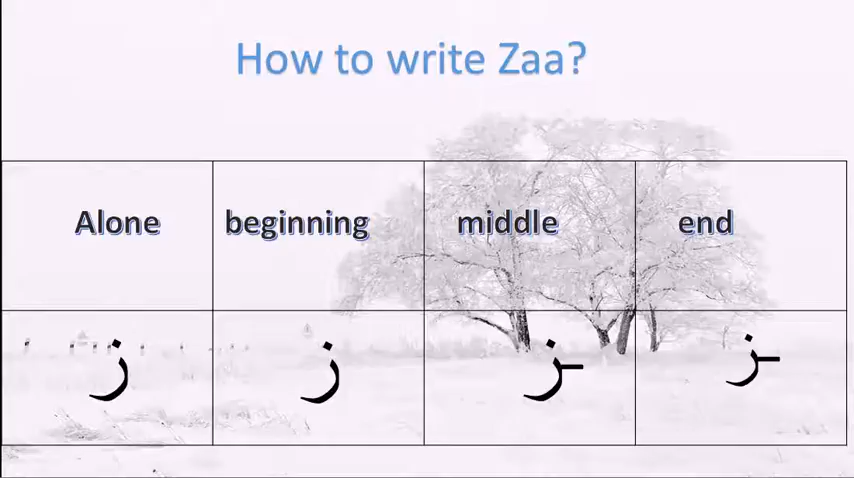 How to write Zaa?
Alone beginning middle end
ز ز ـز ـز